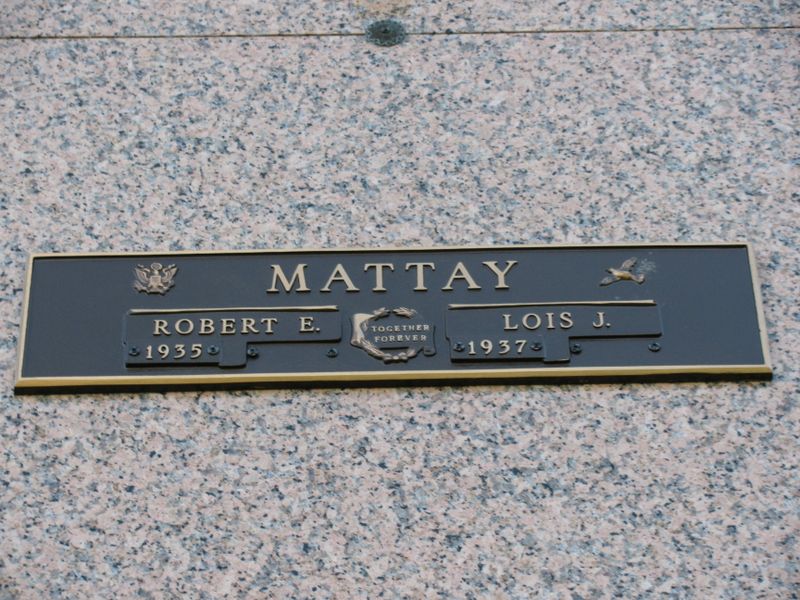 MATTAY
ROBERT E.
1935
TOGETHER
FOREVER
LOIS J.
1937